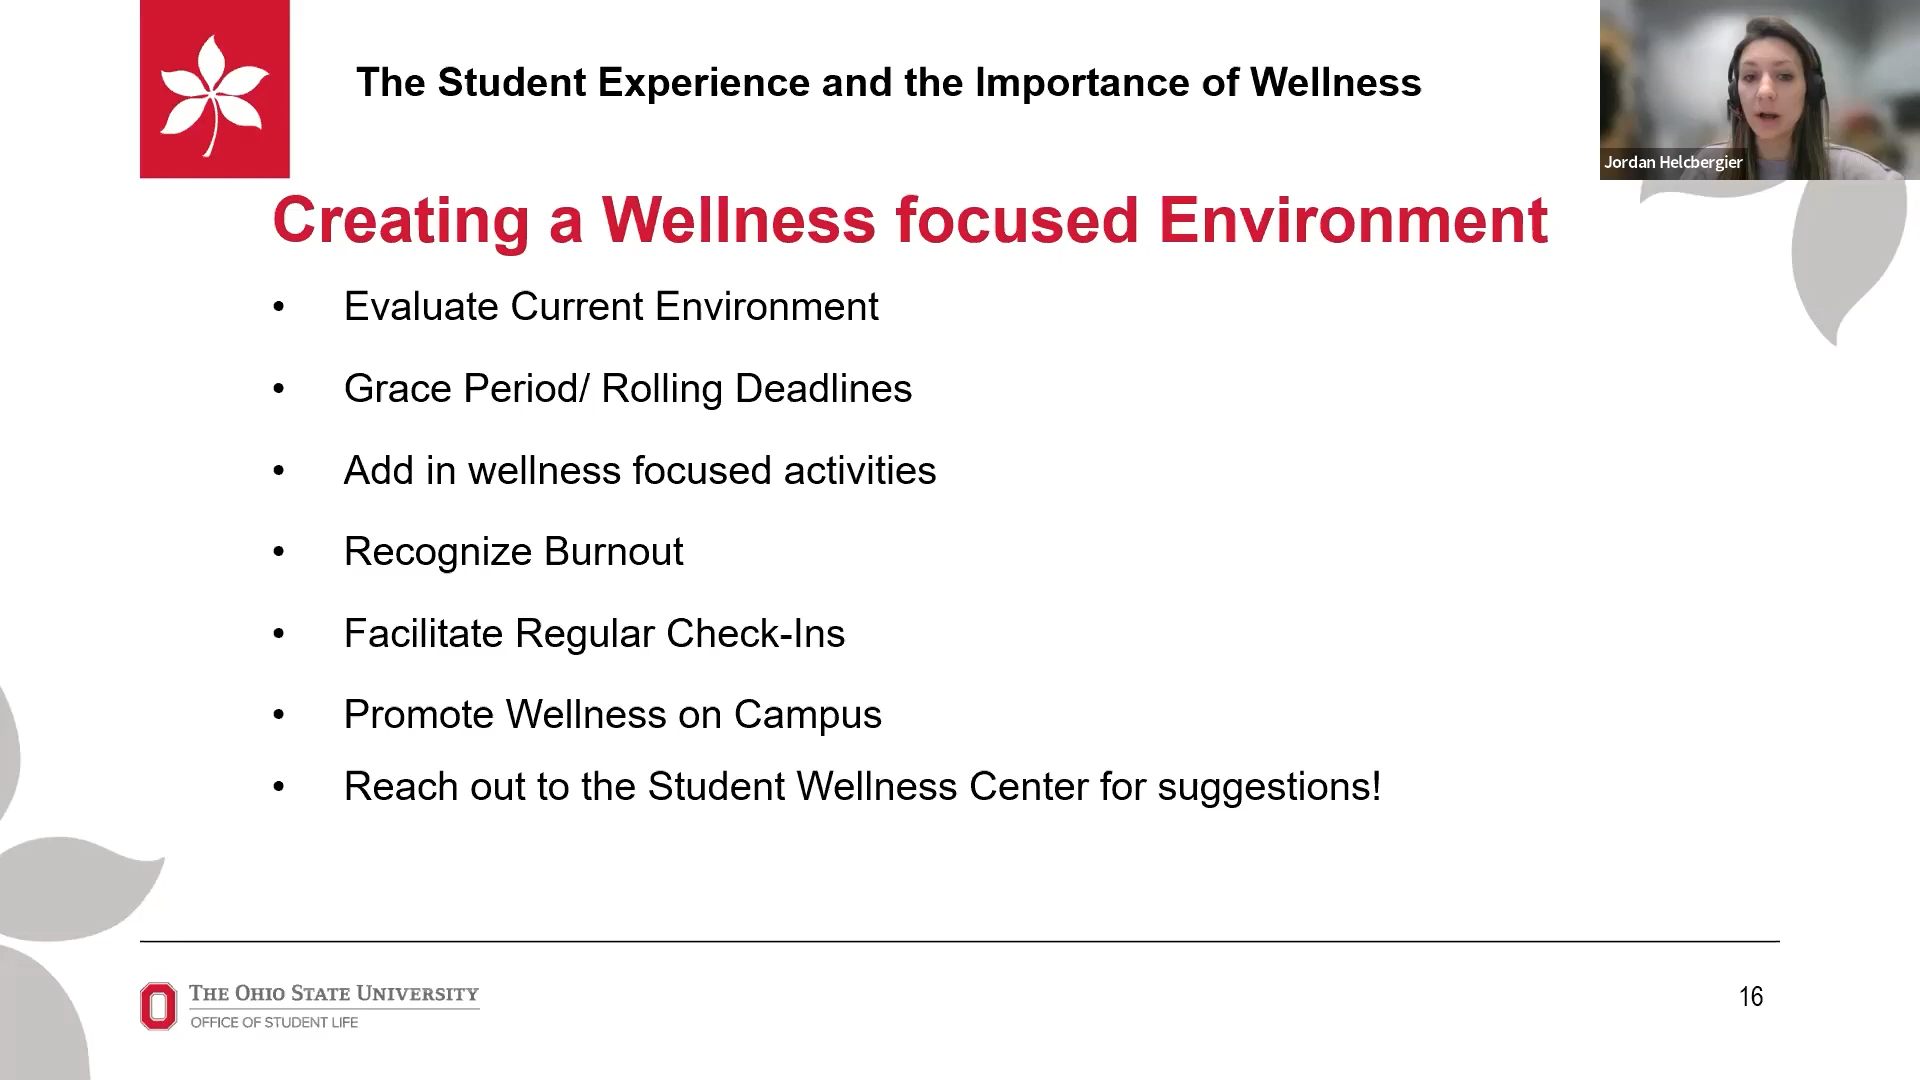 The Student Experience and the Importance of Wellness
Jordan Helcbergier
Creating a Wellness focused Environment
• Evaluate Current Environment
• Grace Period/ Rolling Deadlines
• Add in wellness focused activities
• Recognize Burnout
• Facilitate Regular Check-Ins
• Promote Wellness on Campus
• Reach out to the Student Wellness Center for suggestions!
THE OHIO STATE UNIVERSITY
OFFICE OF STUDENT LIFE
16